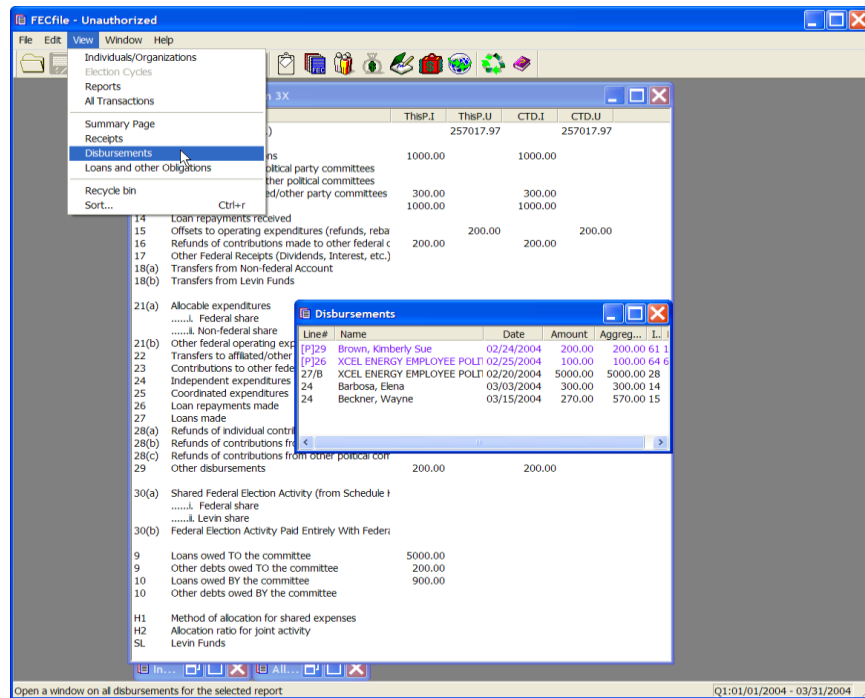 FECfile - Unauthorized
File Edit View Window Help
Individuals/Organizations
Election Cycles
Reports
All Transactions
Summary Page
Receipts
Disbursements
Loans and other Obligations
Recycle bin
Sort... Ctrl+r
3X
ThisP.I ThisP.U CTD.I CTD.U
257017.97 257017.97
1000.00 1000.00
political party committees
other political committees
ed/other party committees 300.00 300.00
1000.00 1000.00
14 Loan repayments received
15 Offsets to operating expenditures (refunds, reba 200.00 200.00
16 Refunds of contributions made to other federal c 200.00 200.00
17 Other Federal Receipts (Dividends, Interest, etc.)
18(a) Transfers from Non-federal Account
18(b) Transfers from Levin Funds
21(a) Allocable expenditures
......i. Federal share
......ii. Non-federal share
21(b) Other federal operating exp
22 Transfers to affiliated/other
23 Contributions to other fede
24 Independent expenditures
25 Coordinated expenditures
26 Loan repayments made
27 Loans made
28(a) Refunds of individual contri
28(b) Refunds of contributions fro
28(c) Refunds of contributions from other political com
29 Other disbursements 200.00 200.00
30(a) Shared Federal Election Activity (from Schedule H
......i. Federal share
......ii. Levin share
30(b) Federal Election Activity Paid Entirely With Federa
9 Loans owed TO the committee 5000.00
9 Other debts owed TO the committee 200.00
10 Loans owed BY the committee 900.00
10 Other debts owed BY the committee
H1 Method of allocation for shared expenses
H2 Allocation ratio for joint activity
SL Levin Funds
Disbursements
Line# Name Date Amount Aggreg... I..
[P]29 Brown, Kimberly Sue 02/24/2004 200.00 200.00 61 1
[P]26 XCEL ENERGY EMPLOYEE POLIT 02/25/2004 100.00 100.00 64 6
27/B XCEL ENERGY EMPLOYEE POLIT 02/20/2004 5000.00 5000.00 28
24 Barbosa, Elena 03/03/2004 300.00 300.00 14
24 Beckner, Wayne 03/15/2004 270.00 570.00 15
In... All...
Open a window on all disbursements for the selected report Q1:01/01/2004 - 03/31/2004